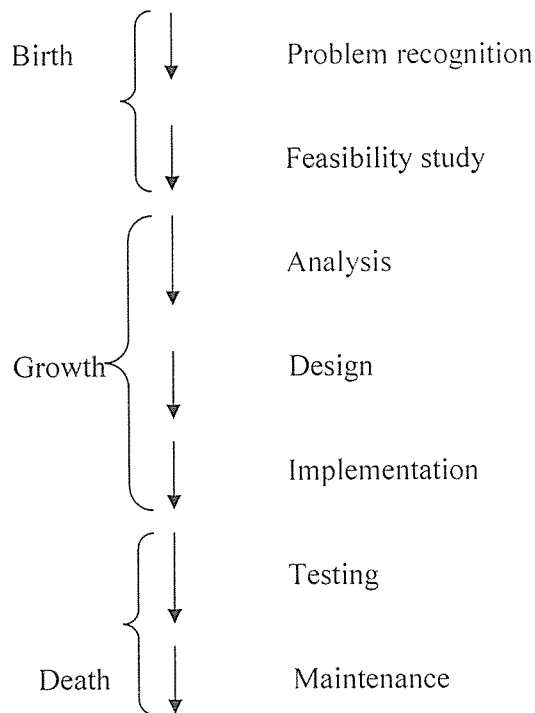 Birth
Problem recognition
Feasibility study
Analysis
Growth
Design
Implementation
Testing
Death
Maintenance